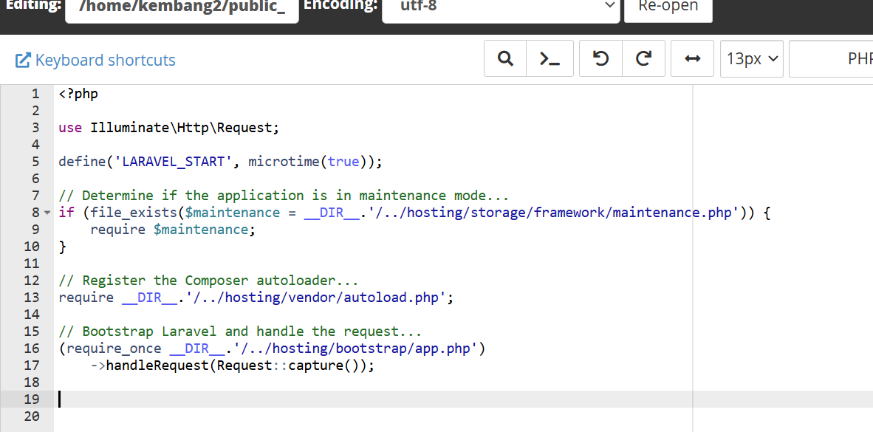 Editing: /home/kembang2/public_ Encoding: utf-8 Re-open
Keyboard shortcuts 13px PHP
1 <?php
2
3 use Illuminate\Http\Request;
4
5 define('LARAVEL_START', microtime(true));
6
7 // Determine if the application is in maintenance mode...
8 if (file_exists($maintenance = __DIR__.'/../hosting/storage/framework/maintenance.php')) {
9     require $maintenance;
10 }
11
12 // Register the Composer autoloader...
13 require __DIR__.'/../hosting/vendor/autoload.php';
14
15 // Bootstrap Laravel and handle the request...
16 (require_once __DIR__.'/../hosting/bootstrap/app.php')
17     ->handleRequest(Request::capture());
18
19
20